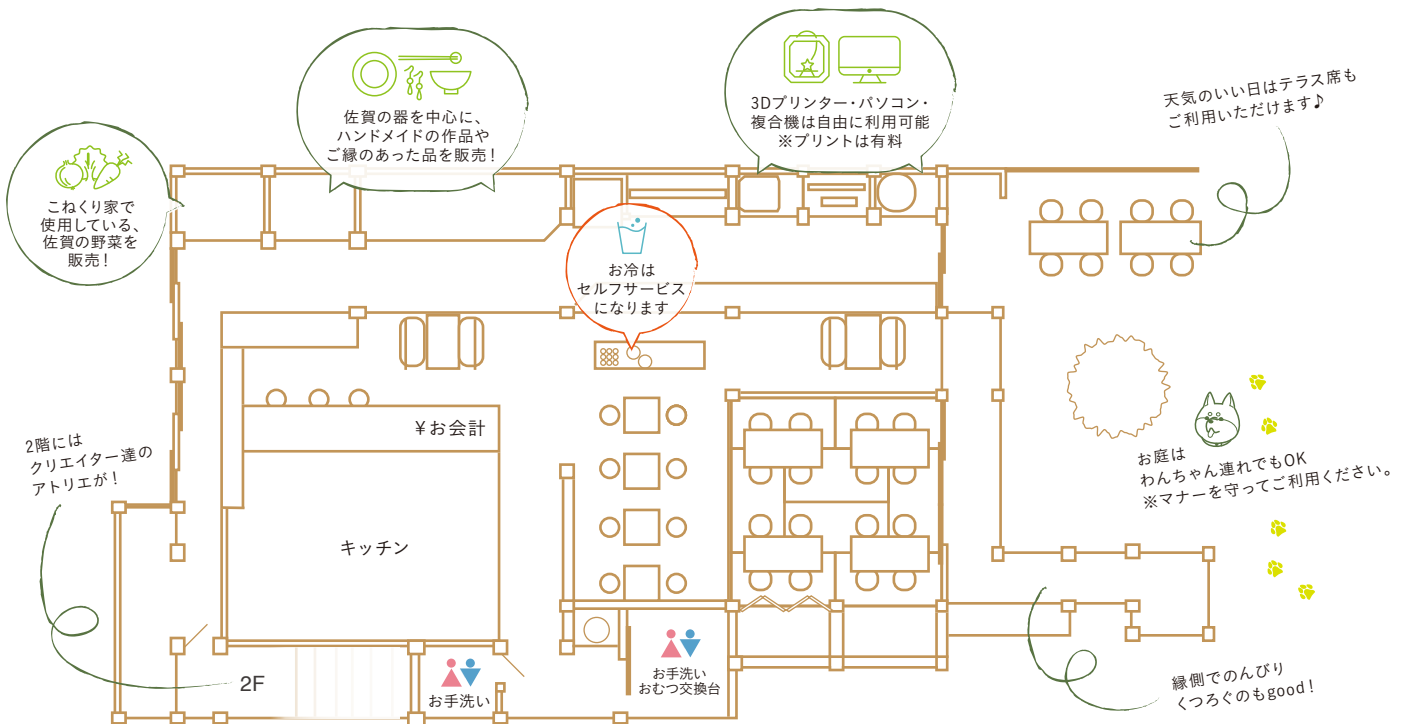 佐賀の器を中心に、
ハンドメイドの作品や
ご縁のあった品を販売！
3Dプリンター・パソコン・
複合機は自由に利用可能
※プリントは有料
天気のいい日はテラス席も
ご利用いただけます♪
こねくり家で
使用している、
佐賀の野菜を
販売！
お冷は
セルフサービス
になります
¥お会計
2階には
クリエイター達の
アトリエが！
お庭は
わんちゃん連れでもOK
※マナーを守ってご利用ください。
キッチン
2F
お手洗い
お手洗い
おむつ交換台
縁側でのんびり
くつろぐのもgood！